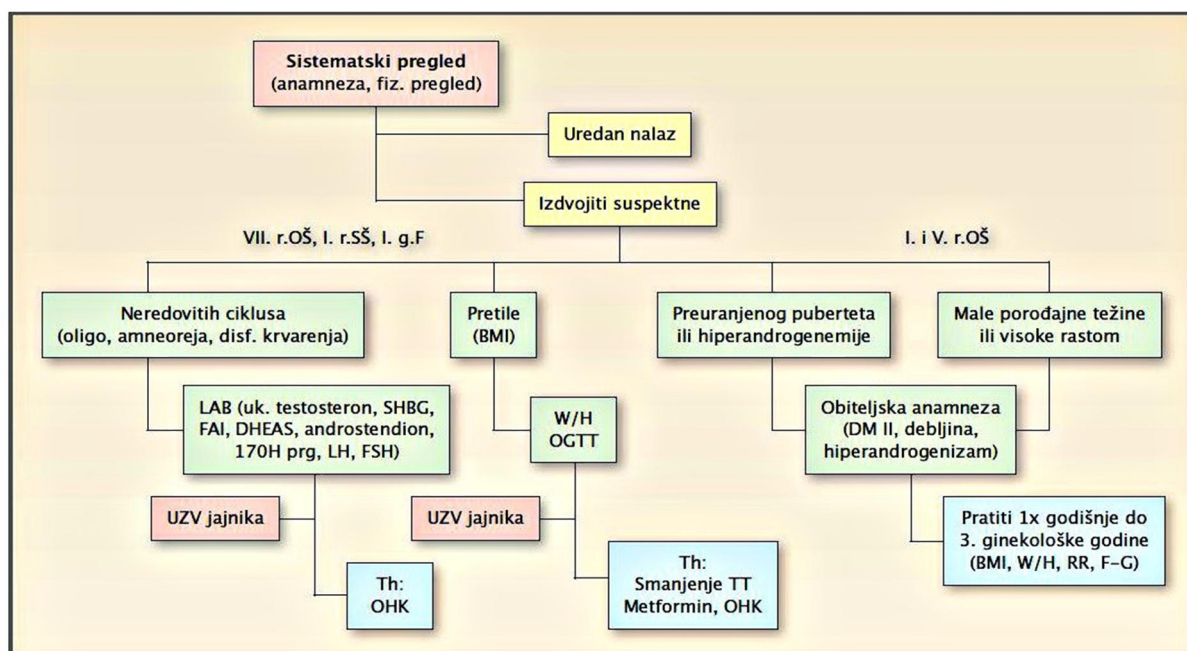 Sistematski pregled
(anamneza, fiz. pregled)
Uredan nalaz
Izdvojiti suspektne
VII. r.OŠ, I. r.SŠ, I. g.F
I. i V. r.OŠ
Neredovitih ciklusa
(oligo, amneoreja, disf. krvarenja)
Pretile
(BMI)
Preuranjenog puberteta
ili hiperandrogenemije
Male porođajne težine
ili visoke rastom
LAB (uk. testosteron, SHBG,
FAI, DHEAS, androstendion,
170H prg, LH, FSH)
W/H
OGTT
Obiteljska anamneza
(DM II, debljina,
hiperandrogenizam)
UZV jajnika
UZV jajnika
Pratiti 1x godišnje do
3. ginekološke godine
(BMI, W/H, RR, F-G)
Th:
OHK
Th:
Smanjenje TT
Metformin, OHK